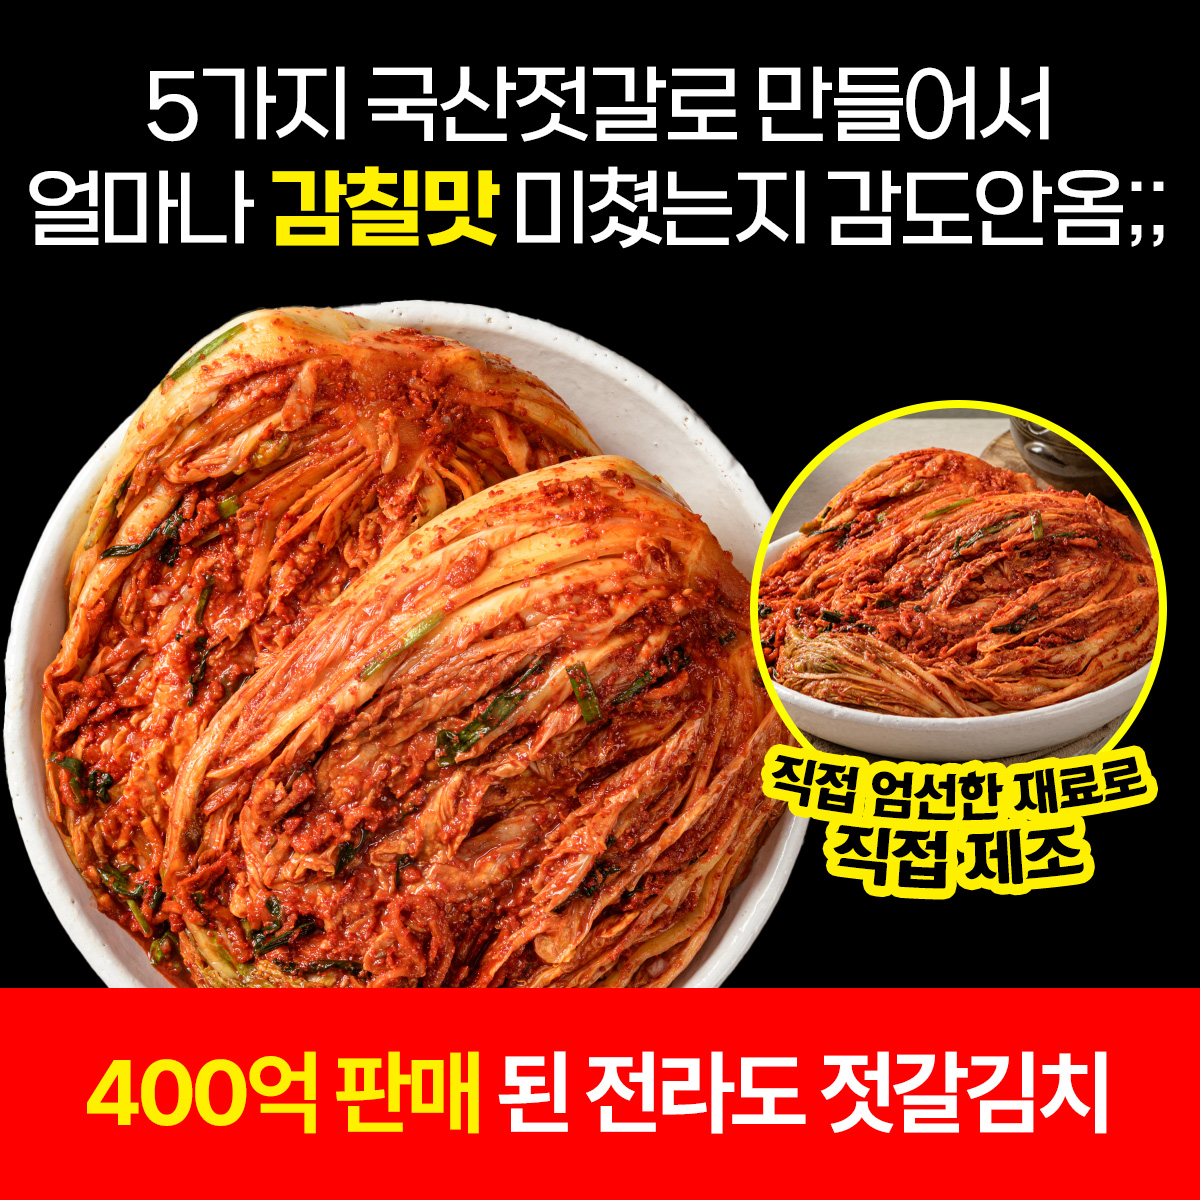 5가지 국산젓갈로 만들어서
얼마나 감칠맛 미쳤는지 감도안옴;;
직접 엄선한 재료로
직접 제조
400억 판매 된 전라도 젓갈김치